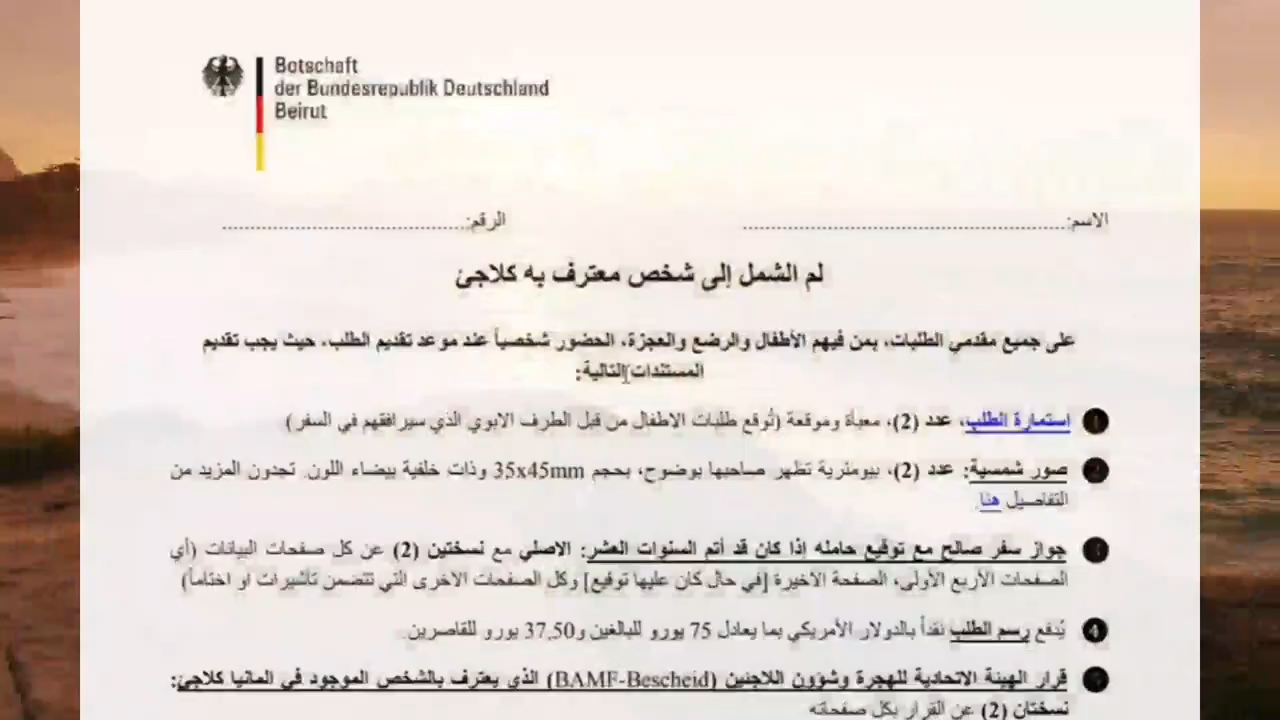 Botschaft
der Bundesrepublik Deutschland
Beirut
الاسم:................................................ الرقم:................................................
لم الشمل إلى شخص معترف به كلاجئ
على جميع مقدمي الطلبات، بمن فيهم الأطفال والرضع والعجزة، الحضور شخصياً عند موعد تقديم الطلب، حيث يجب تقديم
المستندات التالية:
1 استمارة الطلب، عدد (2)، معبأة وموقعة (تُوقع طلبات الاطفال من قبل الطرف الابوي الذي سيرافقهم في السفر)
2 صور شمسية: عدد (2)، بيومترية تظهر صاحبها بوضوح، بحجم 35x45mm وذات خلفية بيضاء اللون. تجدون المزيد من
التفاصيل هنا.
3 جواز سفر صالح مع توقيع حامله إذا كان قد أتم السنوات العشر: الاصلي مع نسختين (2) عن كل صفحات البيانات (أي
الصفحات الأربع الأولى، الصفحة الاخيرة [في حال كان عليها توقيع] وكل الصفحات الاخرى التي تتضمن تأشيرات او اختاماً)
4 يُدفع رسم الطلب نقداً بالدولار الأمريكي بما يعادل 75 يورو للبالغين و37,50 يورو للقاصرين.
5 قرار الهيئة الاتحادية للهجرة وشؤون اللاجئين (BAMF-Bescheid) الذي يعترف بالشخص الموجود في المانيا كلاجئ:
نسختان (2) عن القرار بكل صفحاته